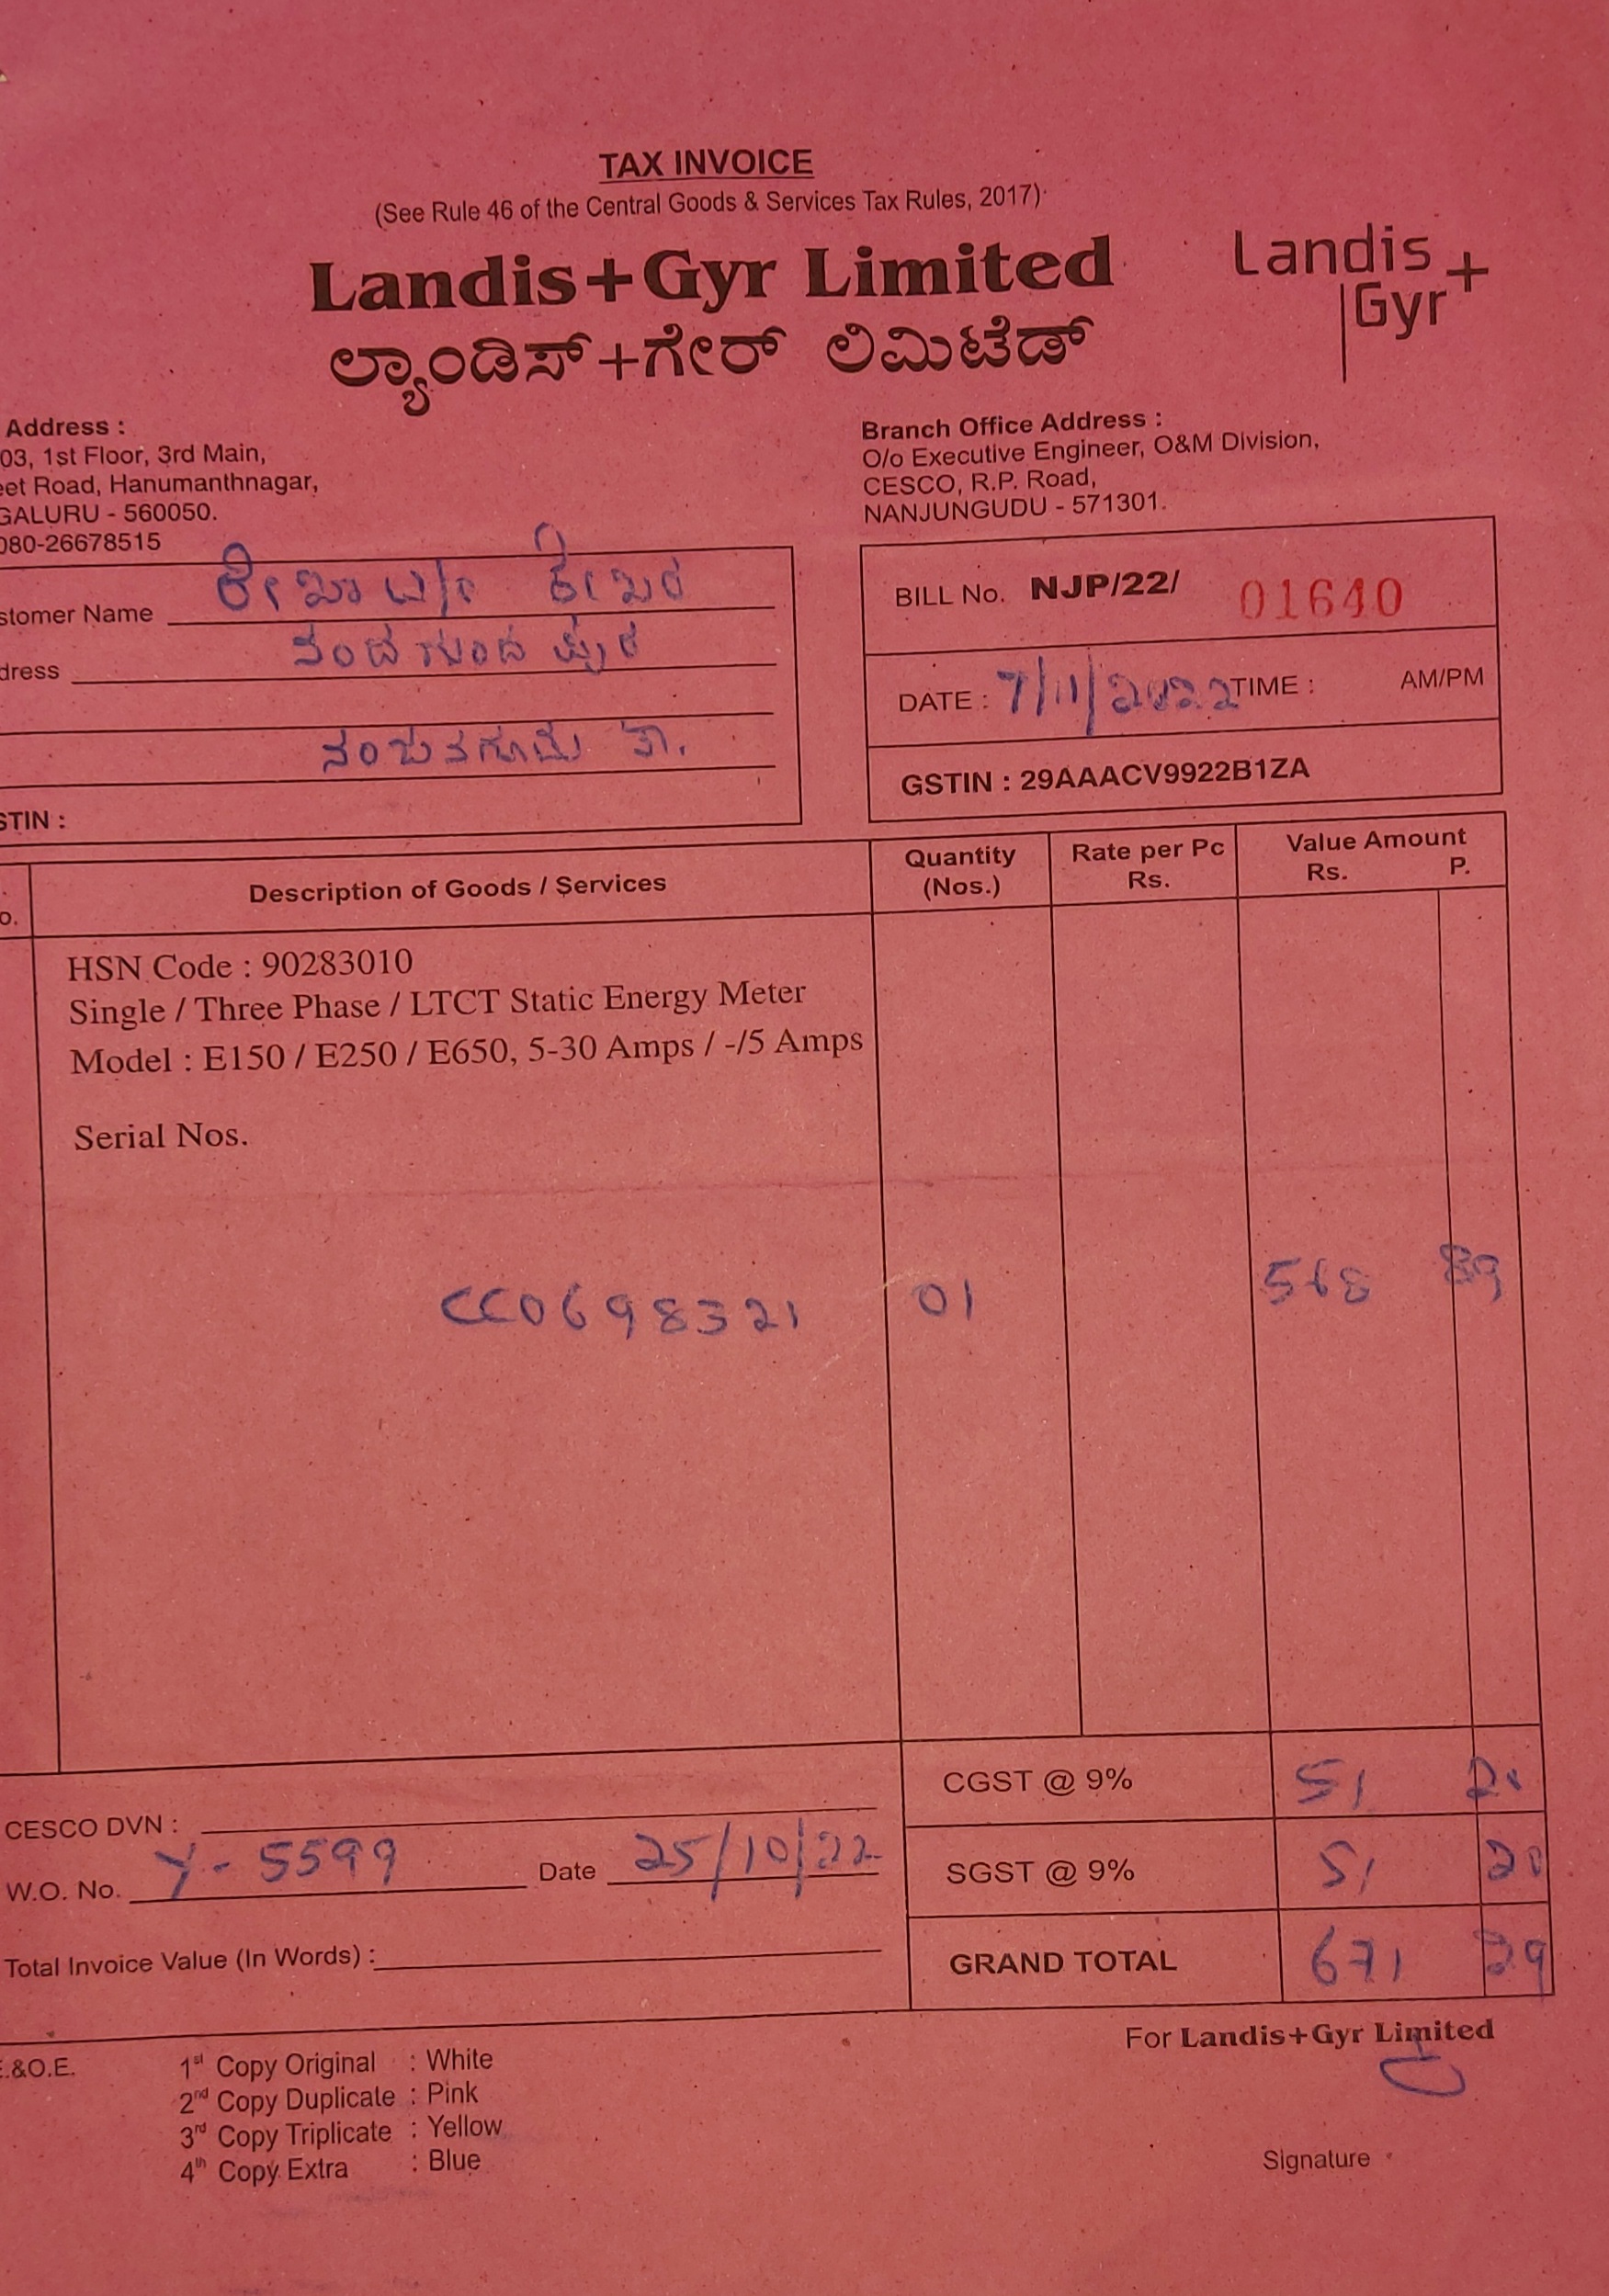 TAX INVOICE
(See Rule 46 of the Central Goods & Services Tax Rules, 2017)
Landis+Gyr Limited
ಲ್ಯಾಂಡಿಸ್+ಗೇರ್ ಲಿಮಿಟೆಡ್
Landis
Gyr+
Address :
03, 1st Floor, 3rd Main,
eet Road, Hanumanthnagar,
GALURU - 560050.
080-26678515
Branch Office Address :
O/o Executive Engineer, O&M Division,
CESCO, R.P. Road,
NANJUNGUDU - 571301.
stomer Name
dress
STIN :
BILL No. NJP/22/ 01640
DATE : 7/11/2022 TIME : AM/PM
GSTIN : 29AAACV9922B1ZA
o. Description of Goods / Services Quantity (Nos.) Rate per Pc Rs. Value Amount Rs. P.
HSN Code : 90283010
Single / Three Phase / LTCT Static Energy Meter
Model : E150 / E250 / E650, 5-30 Amps / -/5 Amps
Serial Nos.
CC0698321 01 568 89
CGST @ 9% 51 20
CESCO DVN :
W.O. No. Y-5599 Date 25/10/22
SGST @ 9% 51 20
Total Invoice Value (In Words) :
GRAND TOTAL 671 29
For Landis+Gyr Limited
E.&O.E.
1st Copy Original : White
2nd Copy Duplicate : Pink
3rd Copy Triplicate : Yellow
4th Copy Extra : Blue
Signature